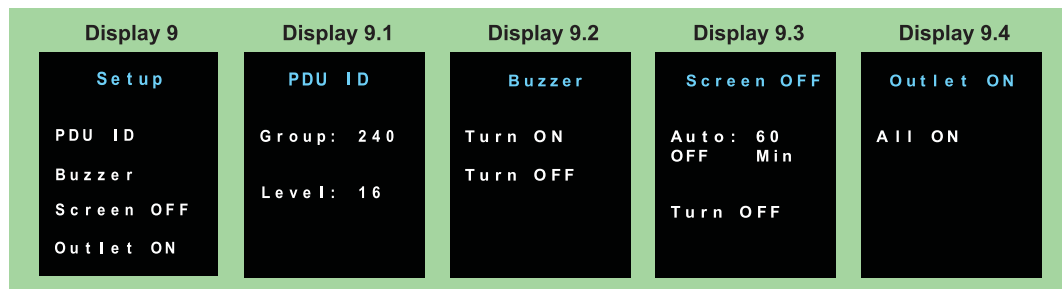 Display 9
Setup
PDU ID
Buzzer
Screen OFF
Outlet ON
Display 9.1
PDU ID
Group: 240
Level: 16
Display 9.2
Buzzer
Turn ON
Turn OFF
Display 9.3
Screen OFF
Auto: 60
OFF Min
Turn OFF
Display 9.4
Outlet ON
All ON